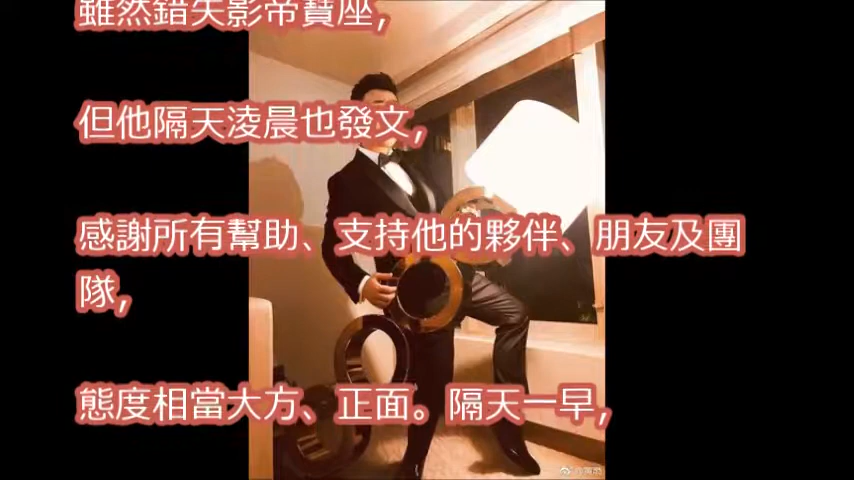 雖然錯失影帝寶座,
但他隔天淩晨也發文,
感謝所有幫助、支持他的夥伴、朋友及團
隊,
態度相當大方、正面。隔天一早,